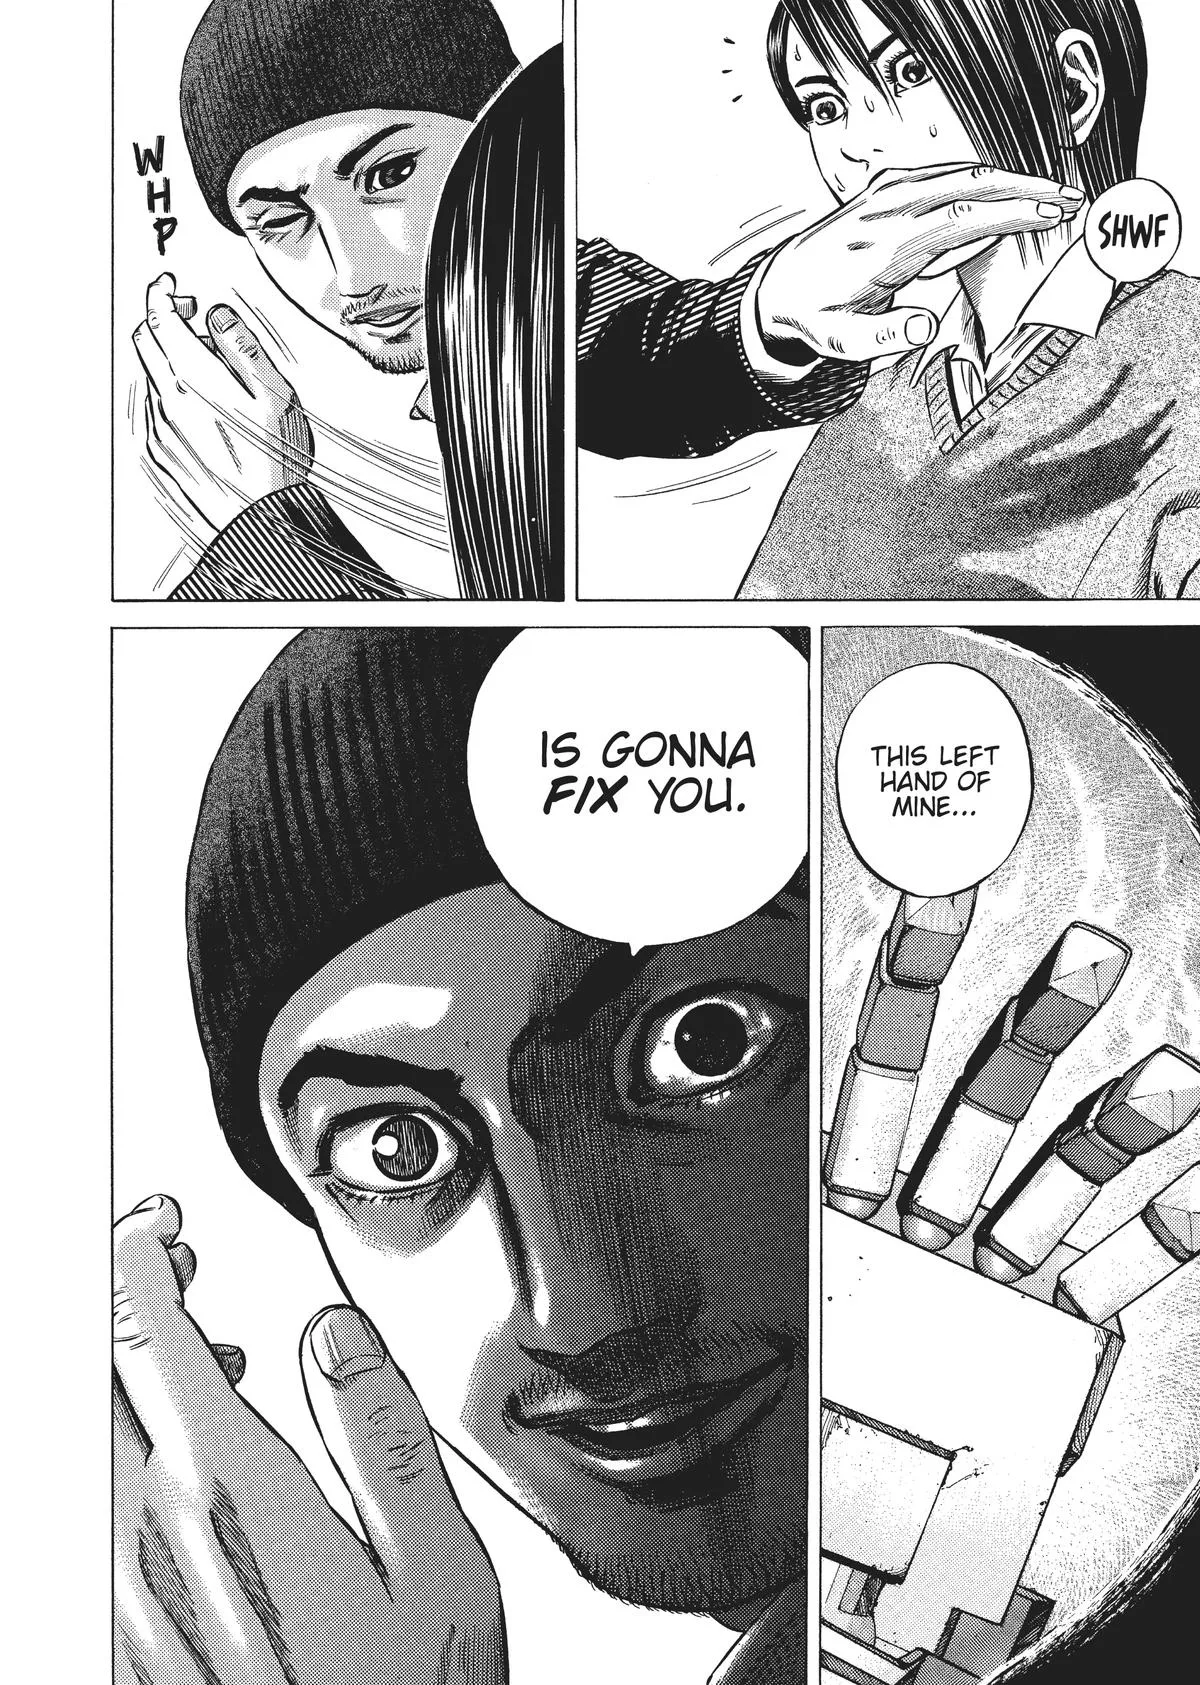 SHWF
WHP
THIS LEFT
HAND OF
MINE...
IS GONNA
FIX YOU.